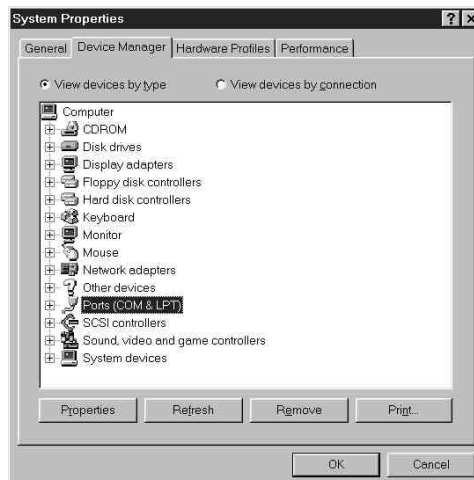 System Properties
General Device Manager Hardware Profiles Performance
View devices by type View devices by connection
Computer
CDROM
Disk drives
Display adapters
Floppy disk controllers
Hard disk controllers
Keyboard
Monitor
Mouse
Network adapters
Other devices
Ports (COM & LPT)
SCSI controllers
Sound, video and game controllers
System devices
Properties Refresh Remove Print...
OK Cancel